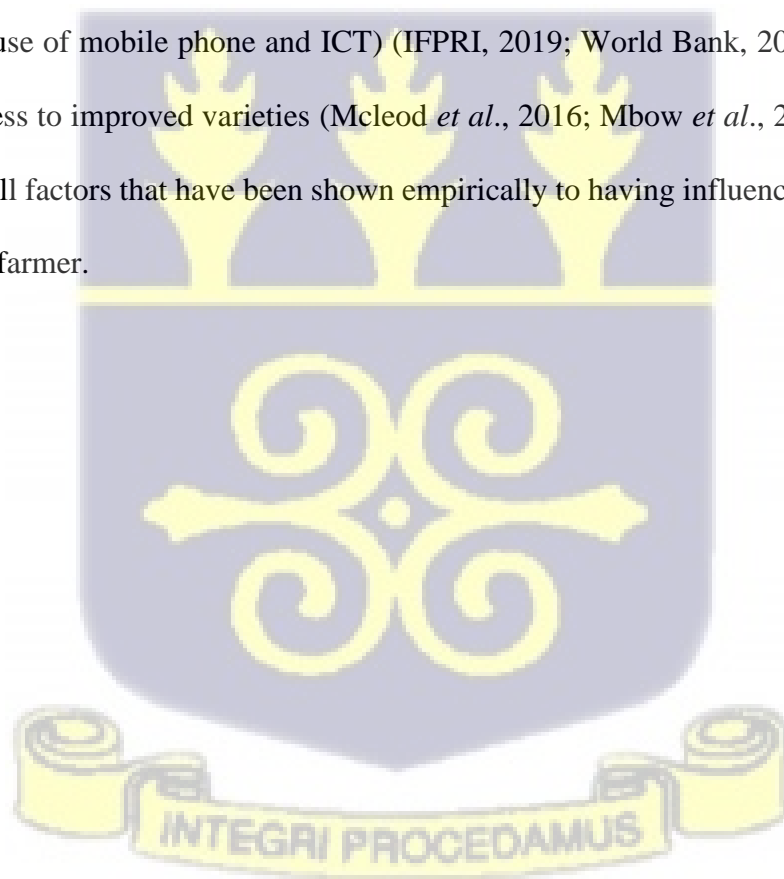 use of mobile phone and ICT) (IFPRI, 2019; World Bank, 20
ess to improved varieties (Mcleod et al., 2016; Mbow et al., 2
ll factors that have been shown empirically to having influenc
farmer.
INTEGRI PROCEDAMUS